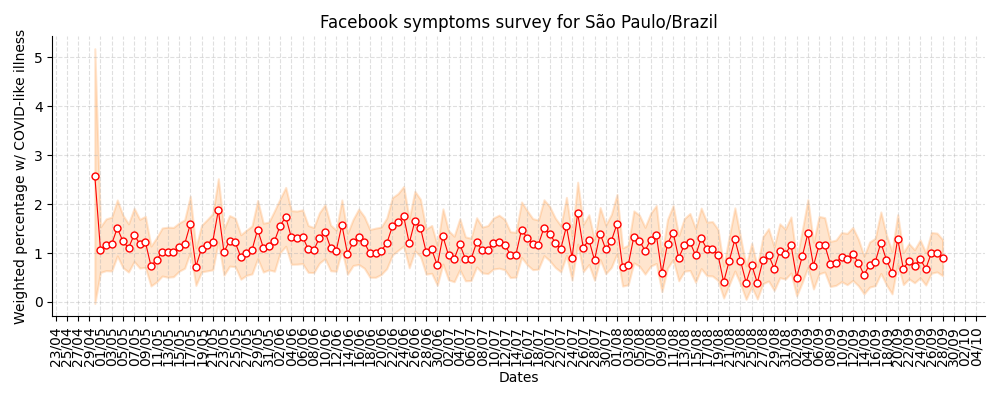 Facebook symptoms survey for São Paulo/Brazil
Weighted percentage w/ COVID-like illness
5
4
3
2
1
0
23/04 25/04 27/04 29/04 01/05 03/05 05/05 07/05 09/05 11/05 13/05 15/05 17/05 19/05 21/05 23/05 25/05 27/05 29/05 31/05 02/06 04/06 06/06 08/06 10/06 12/06 14/06 16/06 18/06 20/06 22/06 24/06 26/06 28/06 30/06 02/07 04/07 06/07 08/07 10/07 12/07 14/07 16/07 18/07 20/07 22/07 24/07 26/07 28/07 30/07 01/08 03/08 05/08 07/08 09/08 11/08 13/08 15/08 17/08 19/08 21/08 23/08 25/08 27/08 29/08 31/08 02/09 04/09 06/09 08/09 10/09 12/09 14/09 16/09 18/09 20/09 22/09 24/09 26/09 28/09 30/09 02/10 04/10
Dates